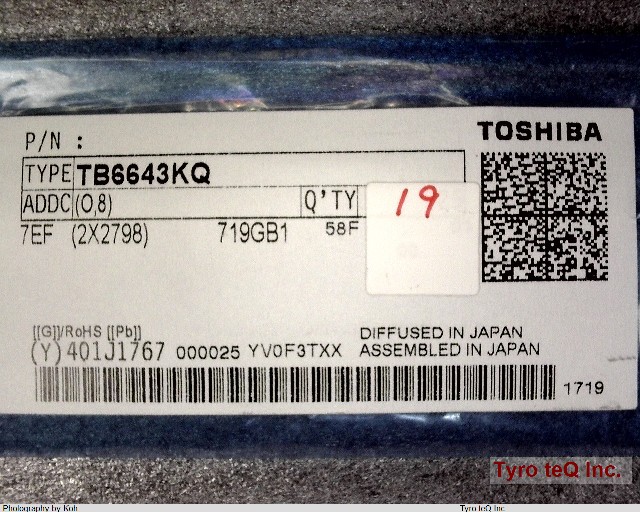 P/N :
TOSHIBA
TYPE TB6643KQ
ADDC (O,8) Q'TY 19
7EF (2X2798) 719GB1 58F
[[G]]/RoHS [[Pb]]
DIFFUSED IN JAPAN
(Y)401J1767 000025 YV0F3TXX ASSEMBLED IN JAPAN
1719
Tyro teQ Inc.
Photography by Koh Tyro teQ Inc